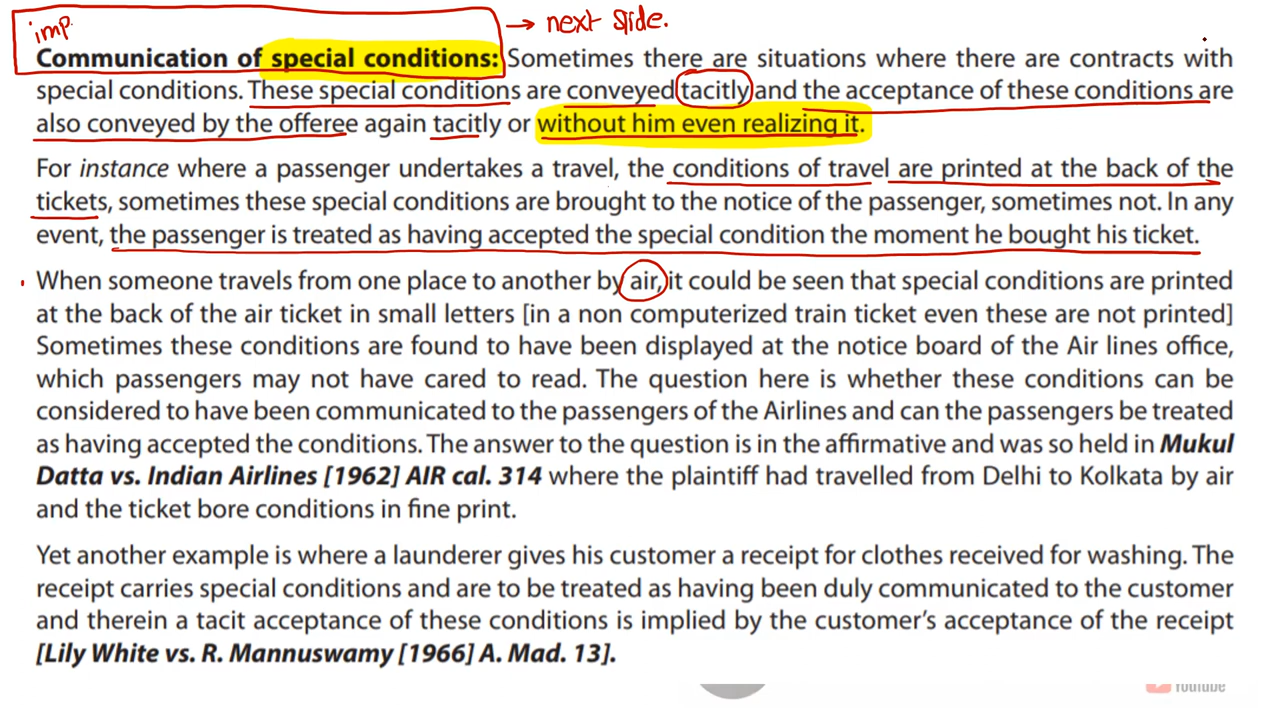 imp
→ next slide.
Communication of special conditions: Sometimes there are situations where there are contracts with
special conditions. These special conditions are conveyed tacitly and the acceptance of these conditions are
also conveyed by the offeree again tacitly or without him even realizing it.
For instance where a passenger undertakes a travel, the conditions of travel are printed at the back of the
tickets, sometimes these special conditions are brought to the notice of the passenger, sometimes not. In any
event, the passenger is treated as having accepted the special condition the moment he bought his ticket.
When someone travels from one place to another by air, it could be seen that special conditions are printed
at the back of the air ticket in small letters [in a non computerized train ticket even these are not printed]
Sometimes these conditions are found to have been displayed at the notice board of the Air lines office,
which passengers may not have cared to read. The question here is whether these conditions can be
considered to have been communicated to the passengers of the Airlines and can the passengers be treated
as having accepted the conditions. The answer to the question is in the affirmative and was so held in Mukul
Datta vs. Indian Airlines [1962] AIR cal. 314 where the plaintiff had travelled from Delhi to Kolkata by air
and the ticket bore conditions in fine print.
Yet another example is where a launderer gives his customer a receipt for clothes received for washing. The
receipt carries special conditions and are to be treated as having been duly communicated to the customer
and therein a tacit acceptance of these conditions is implied by the customer's acceptance of the receipt
[Lily White vs. R. Mannuswamy [1966] A. Mad. 13].
YouTube